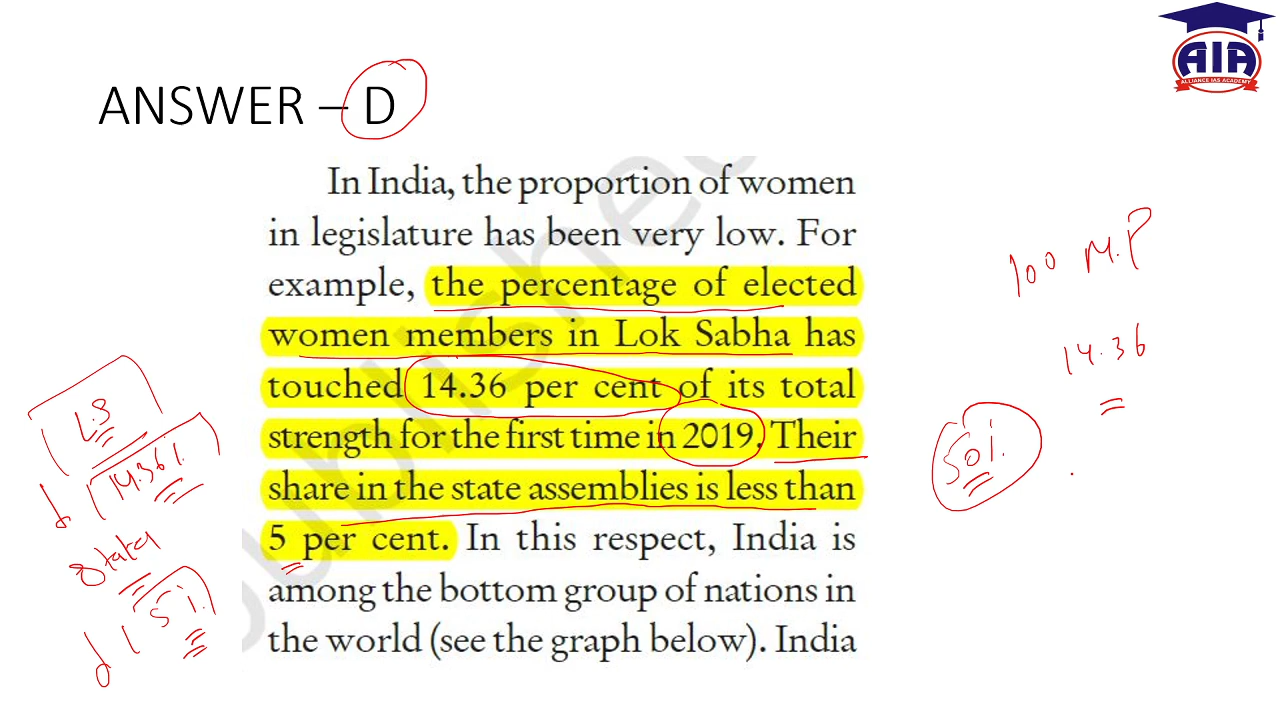 AIA
ALLIANCE IAS ACADEMY
ANSWER – D
In India, the proportion of women
in legislature has been very low. For
example, the percentage of elected
women members in Lok Sabha has
touched 14.36 per cent of its total
strength for the first time in 2019. Their
share in the state assemblies is less than
5 per cent. In this respect, India is
among the bottom group of nations in
the world (see the graph below). India
100 M.P
14.36
50%
L.S
14.36%
State
5%